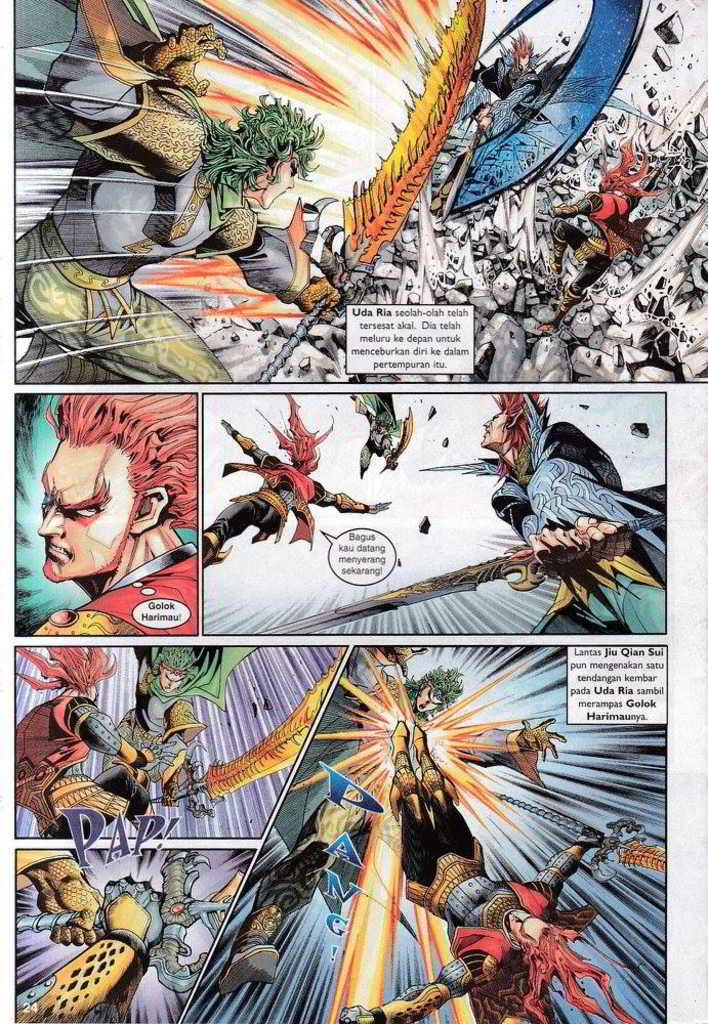 Uda Ria seolah-olah telah
tersesat akal. Dia telah
meluru ke depan untuk
menceburkan diri ke dalam
pertempuran itu.
Golok
Harimau!
Bagus
kau datang
menyerang
sekarang!
PAP!
Lantas Jiu Qian Sui
pun mengenakan satu
tendangan kembar
pada Uda Ria sambil
merampas Golok
Harimaunya.
PANG!
24